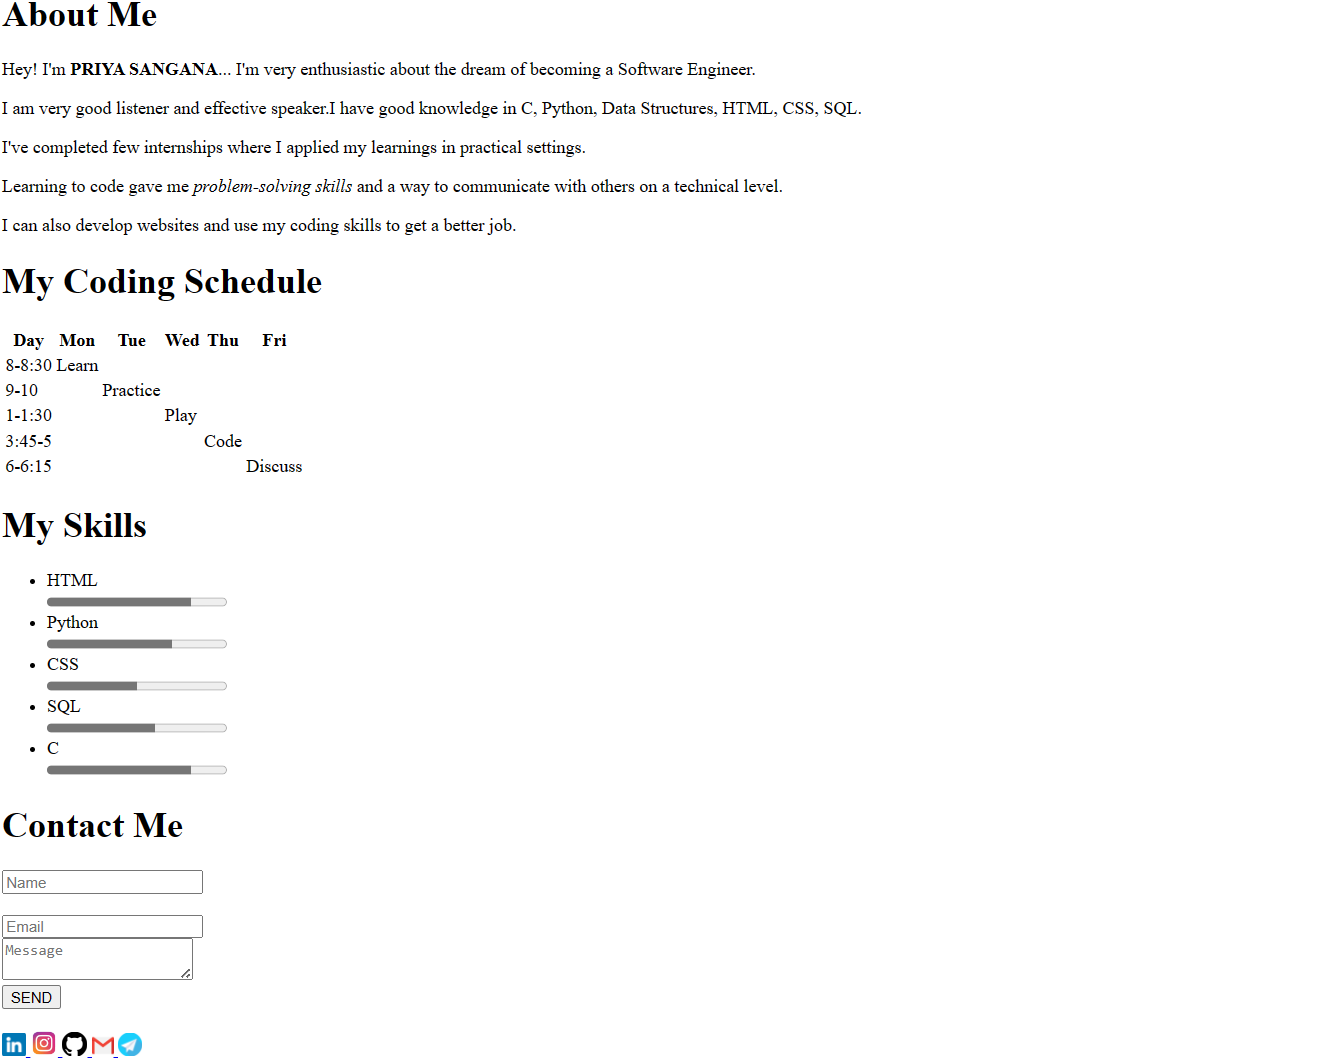 About Me
Hey! I'm PRIYA SANGANA... I'm very enthusiastic about the dream of becoming a Software Engineer.
I am very good listener and effective speaker.I have good knowledge in C, Python, Data Structures, HTML, CSS, SQL.
I've completed few internships where I applied my learnings in practical settings.
Learning to code gave me problem-solving skills and a way to communicate with others on a technical level.
I can also develop websites and use my coding skills to get a better job.
My Coding Schedule
Day Mon Tue Wed Thu Fri
8-8:30 Learn
9-10 Practice
1-1:30 Play
3:45-5 Code
6-6:15 Discuss
My Skills
HTML
Python
CSS
SQL
C
Contact Me
Name
Email
Message
SEND
in